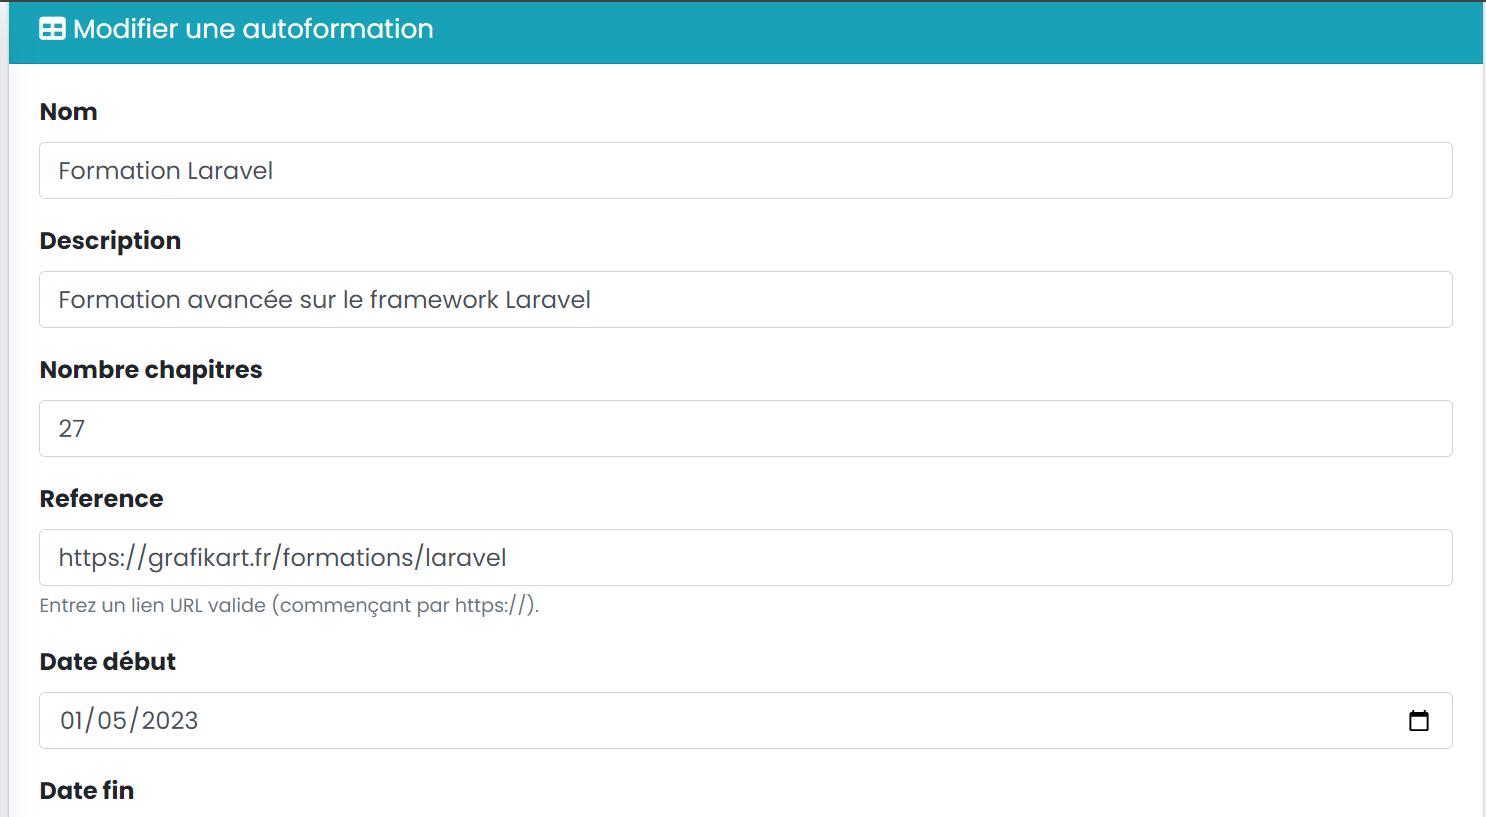 Modifier une autoformation
Nom
Formation Laravel
Description
Formation avancée sur le framework Laravel
Nombre chapitres
27
Reference
https://grafikart.fr/formations/laravel
Entrez un lien URL valide (commençant par https://).
Date début
01/05/2023
Date fin